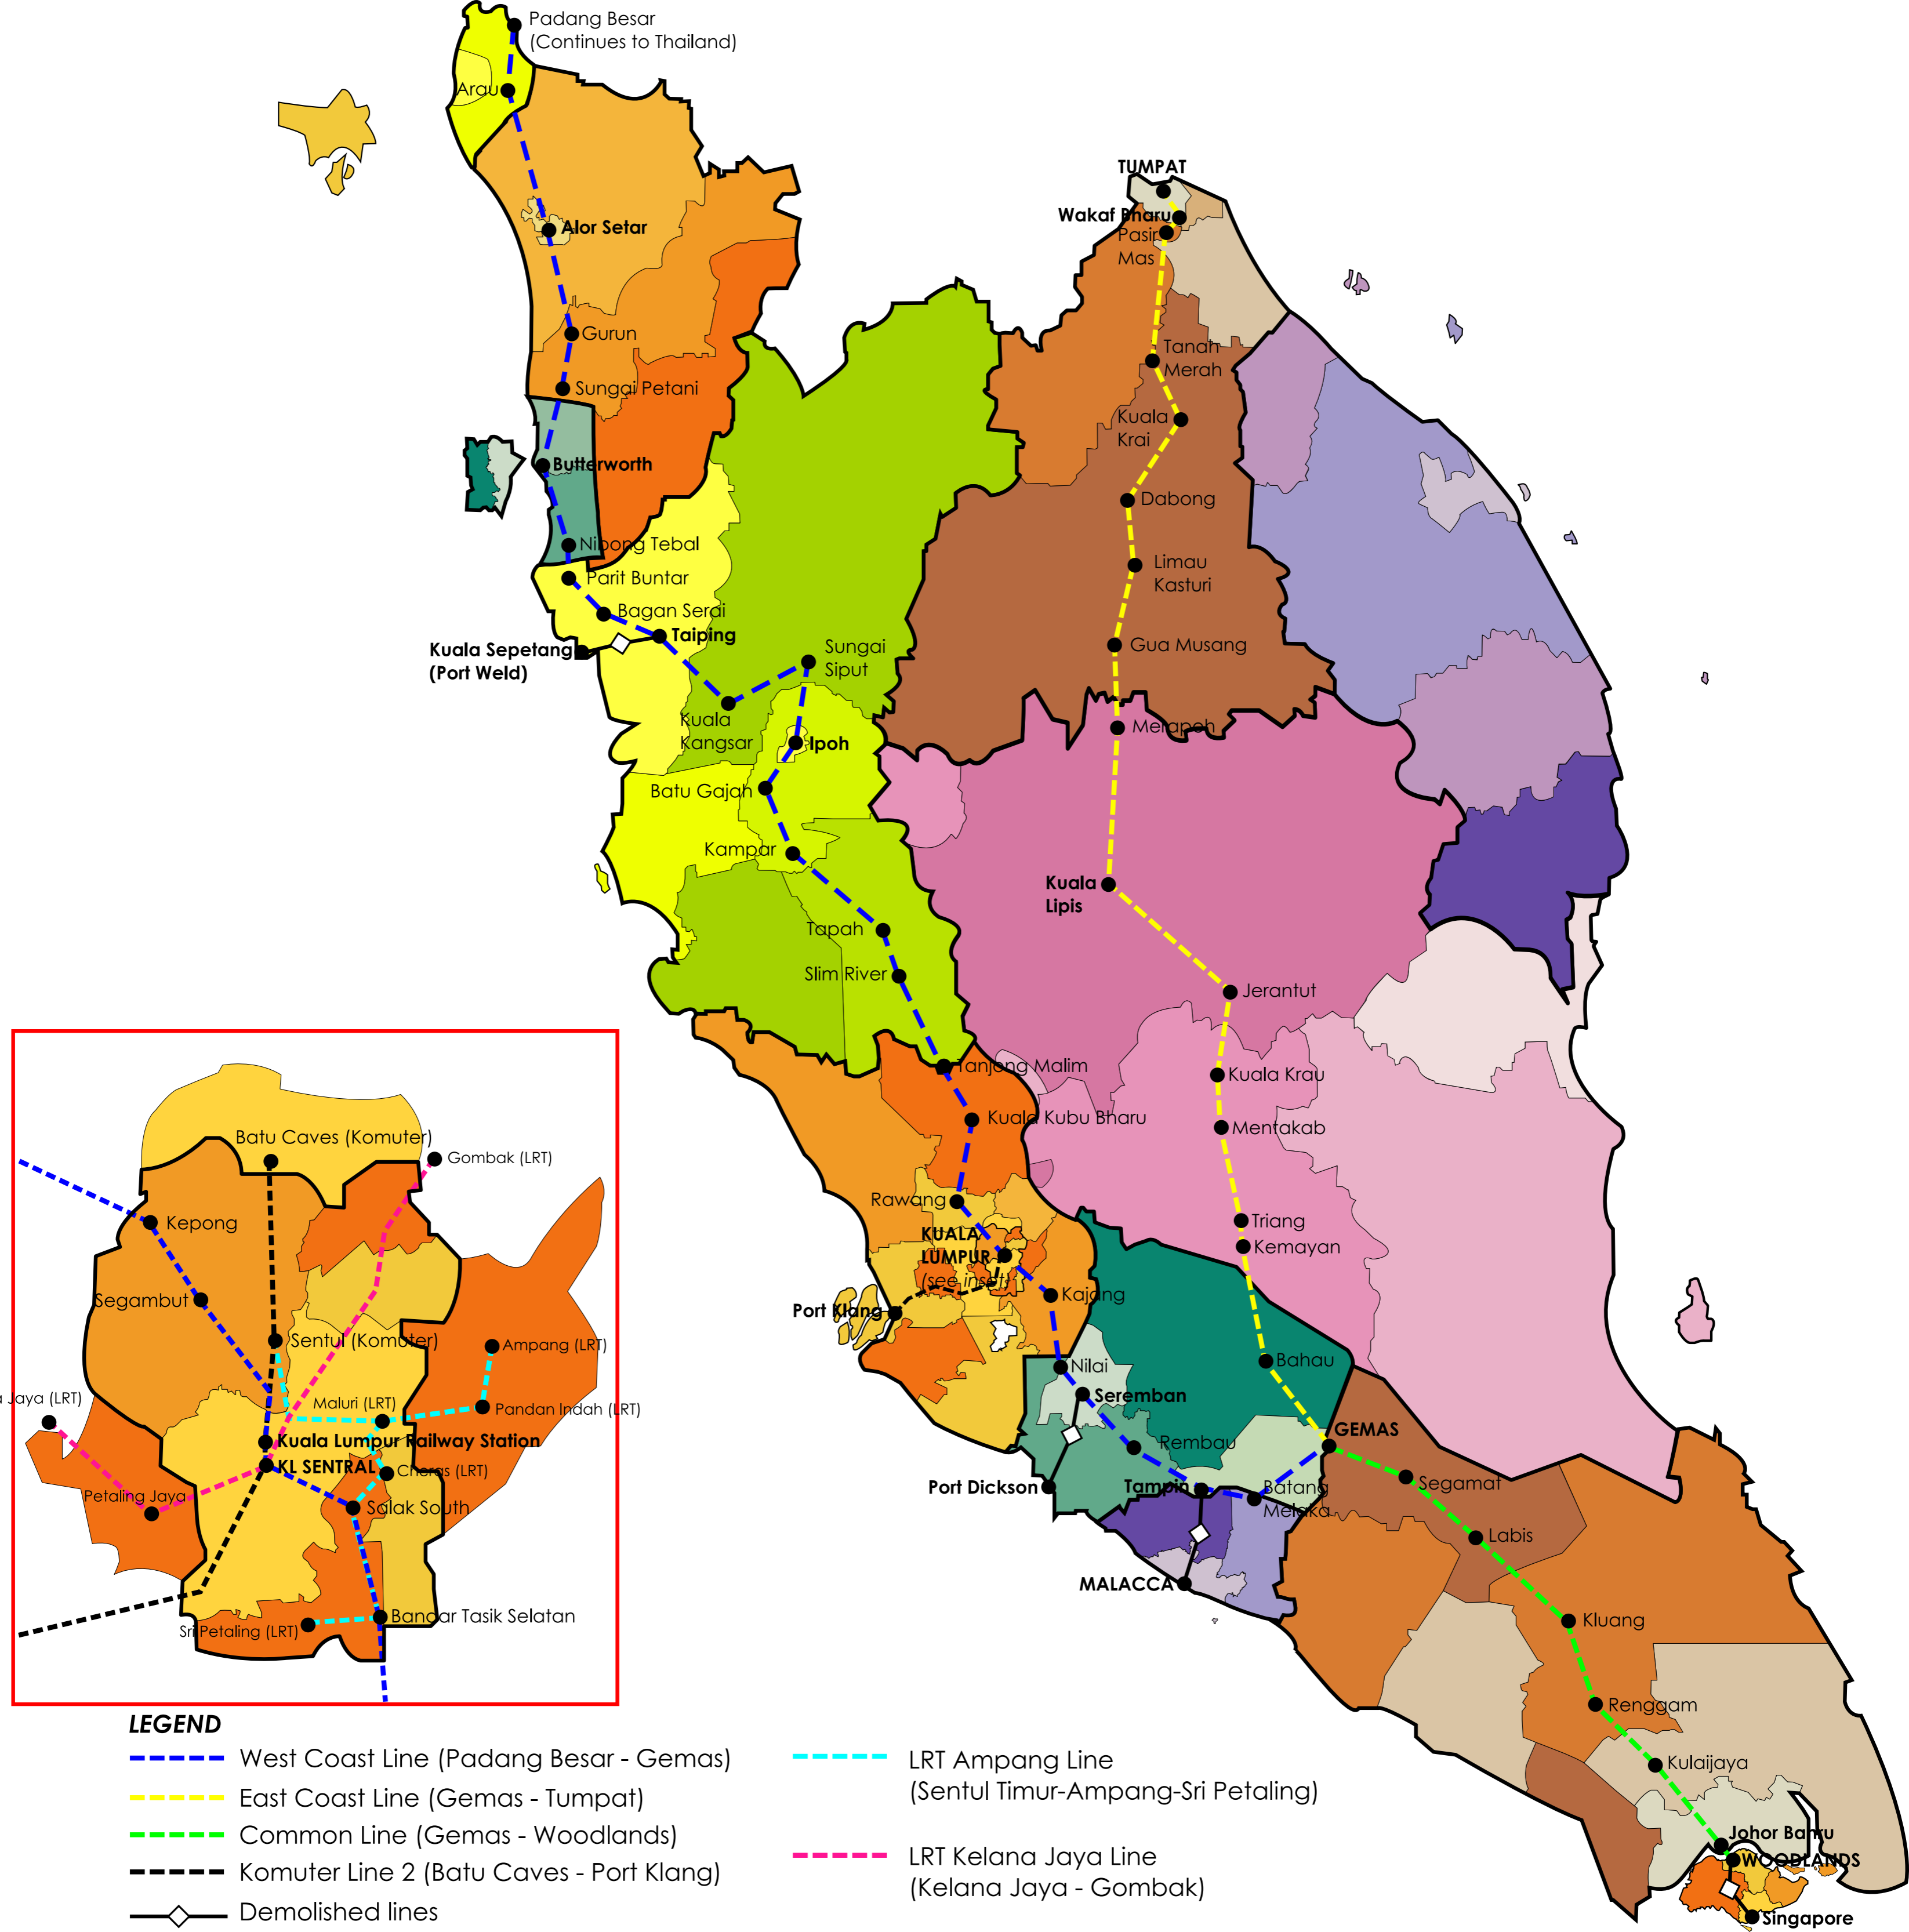 Padang Besar
(Continues to Thailand)
Arau
Alor Setar
Gurun
Sungai Petani
Butterworth
Nibong Tebal
Parit Buntar
Bagan Serai
Taiping
Kuala Sepetang
(Port Weld)
Sungai
Siput
Kuala
Kangsar
Ipoh
Batu Gajah
Kampar
Tapah
Slim River
Tanjong Malim
Kuala Kubu Bharu
Rawang
KUALA
LUMPUR
(see inset)
Port Klang
Kajang
Nilai
Seremban
Rembau
Port Dickson
Tampin
Batang
Melaka
MALACCA
TUMPAT
Wakaf Bharu
Pasir
Mas
Tanah
Merah
Kuala
Krai
Dabong
Limau
Kasturi
Gua Musang
Merapoh
Kuala
Lipis
Jerantut
Kuala Krau
Mentakab
Triang
Kemayan
Bahau
GEMAS
Segamat
Labis
Kluang
Renggam
Kulaijaya
Johor Bahru
WOODLANDS
Singapore
Batu Caves (Komuter)
Gombak (LRT)
Kepong
Segambut
Sentul (Komuter)
Ampang (LRT)
a Jaya (LRT)
Maluri (LRT)
Pandan Indah (LRT)
Kuala Lumpur Railway Station
KL SENTRAL
Cheras (LRT)
Petaling Jaya
Salak South
Bandar Tasik Selatan
Sri Petaling (LRT)
LEGEND
West Coast Line (Padang Besar - Gemas)
East Coast Line (Gemas - Tumpat)
Common Line (Gemas - Woodlands)
Komuter Line 2 (Batu Caves - Port Klang)
Demolished lines
LRT Ampang Line
(Sentul Timur-Ampang-Sri Petaling)
LRT Kelana Jaya Line
(Kelana Jaya - Gombak)